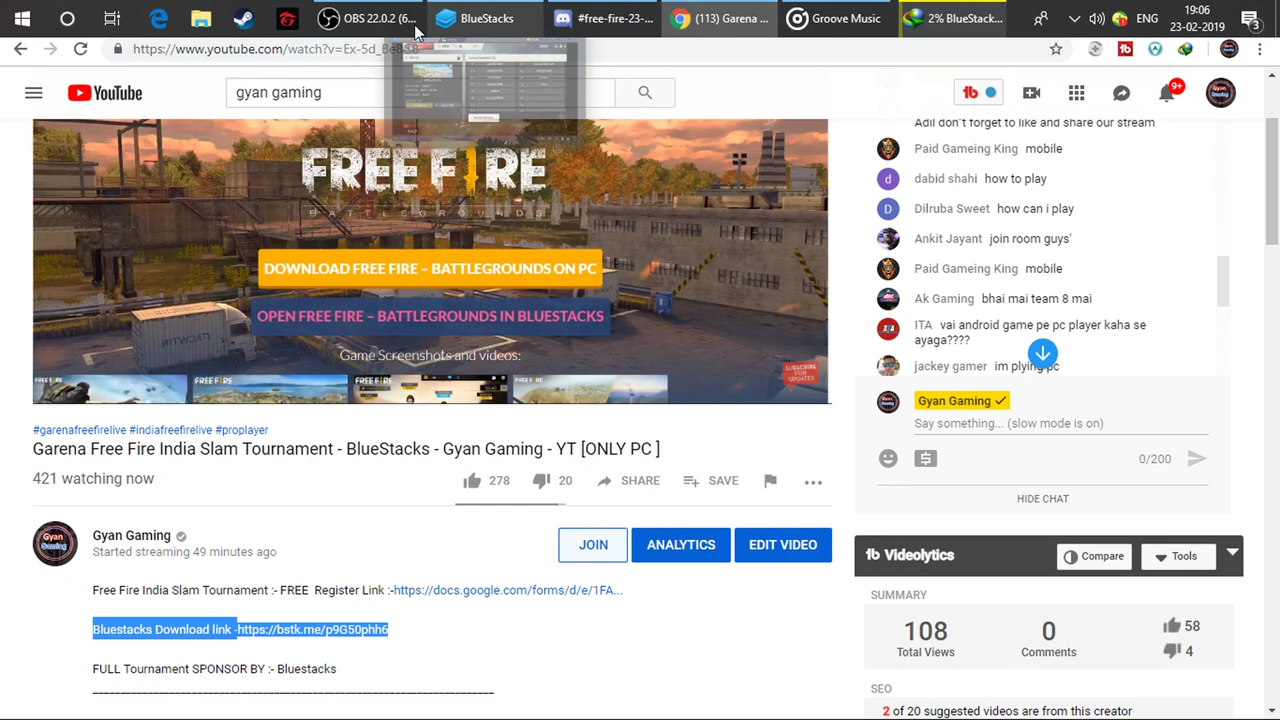 OBS 22.0.2 (6...
BlueStacks
#free-fire-23-...
(113) Garena ...
Groove Music
2% BlueStack...
ENG
19:06
23-02-2019
3
https://www.youtube.com/watch?v=Ex-5d_Be8
YouTube
gyan gaming
9+
FREE FIRE
BATTLEGROUNDS
DOWNLOAD FREE FIRE – BATTLEGROUNDS ON PC
OPEN FREE FIRE – BATTLEGROUNDS IN BLUESTACKS
Game Screenshots and videos:
SUBSCRIBE FOR UPDATES
#garenafreefirelive #indiafreefirelive #proplayer
Garena Free Fire India Slam Tournament - BlueStacks - Gyan Gaming - YT [ONLY PC ]
421 watching now
278
20
SHARE
SAVE
Gyan Gaming
Started streaming 49 minutes ago
JOIN
ANALYTICS
EDIT VIDEO
Free Fire India Slam Tournament :- FREE Register Link :-https://docs.google.com/forms/d/e/1FA...
Bluestacks Download link -https://bstk.me/p9G50phh6
FULL Tournament SPONSOR BY :- Bluestacks
Adil don't forget to like and share our stream
Paid Gameing King mobile
dabid shahi how to play
Dilruba Sweet how can i play
Ankit Jayant join room guys'
Paid Gameing King mobile
Ak Gaming bhai mai team 8 mai
ITA vai android game pe pc player kaha se
ayaga????
jackey gamer im plying pc
Gyan Gaming
Say something... (slow mode is on)
0/200
HIDE CHAT
tb Videolytics
Compare
Tools
SUMMARY
108
Total Views
0
Comments
58
4
SEO
2 of 20 suggested videos are from this creator